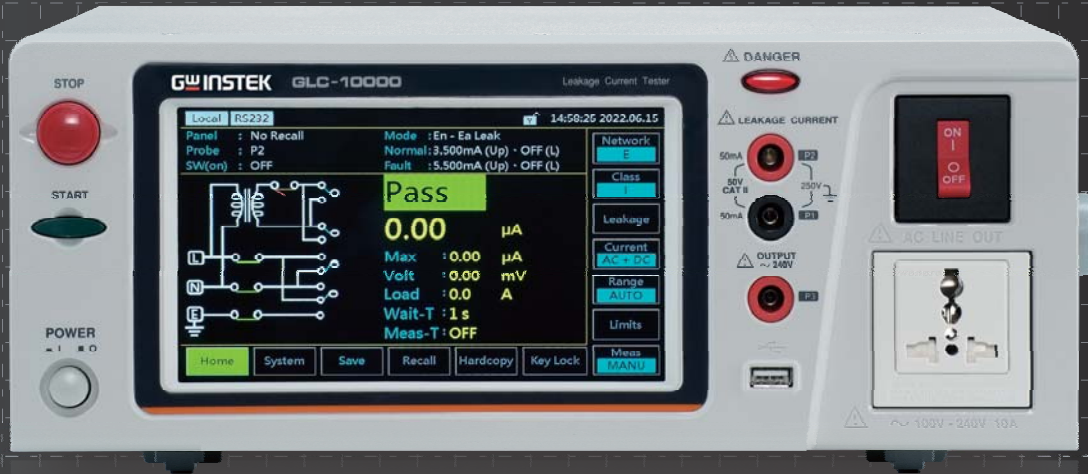 STOP
START
POWER
GWINSTEK GLC-10000 Leakage Current Tester
Local RS232 14:58:25 2022.06.15
Panel : No Recall Mode :En - Ea Leak
Probe : P2 Normal:3.500mA (Up) · OFF (L)
SW(on) : OFF Fault :5.500mA (Up) · OFF (L)
Pass
0.00 µA
Max :0.00 µA
Volt :0.00 mV
Load :0.0 A
Wait-T :1 s
Meas-T :OFF
L
N
E
Network
E
Class
I
Leakage
Current
AC + DC
Range
AUTO
Limits
Meas
MANU
Home System Save Recall Hardcopy Key Lock
DANGER
LEAKAGE CURRENT
50mA P2
50V
CAT II
250V
50mA P1
OUTPUT
~ 240V
P3
ON
I
O
OFF
AC LINE OUT
~ 100V - 240V 10A